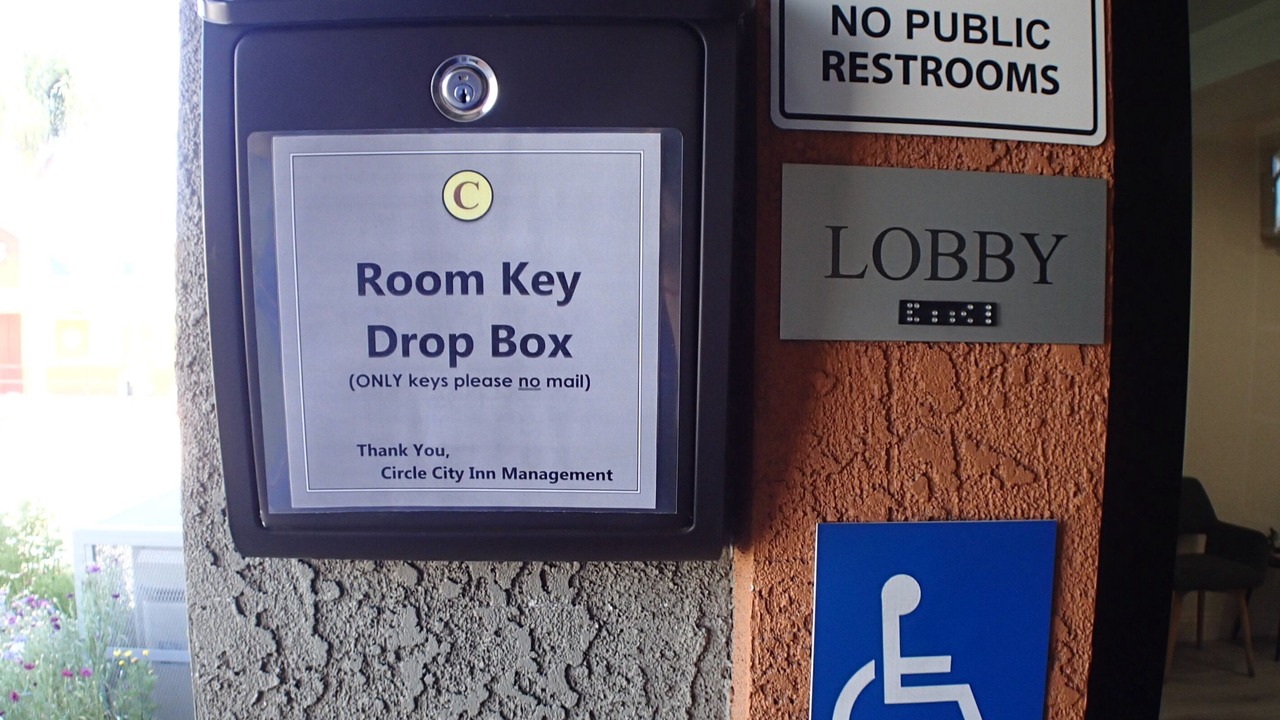 C
Room Key
Drop Box
(ONLY keys please no mail)
Thank You,
Circle City Inn Management
NO PUBLIC
RESTROOMS
LOBBY